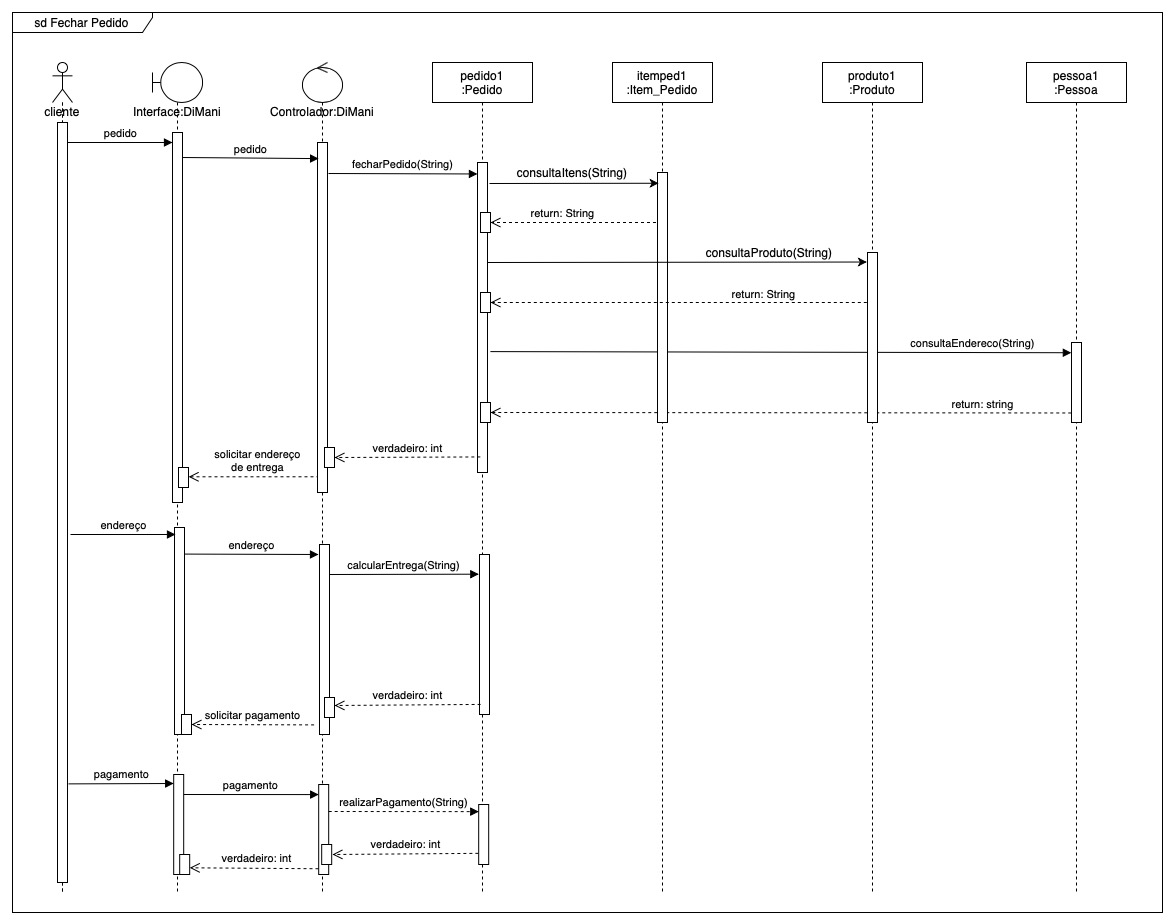 sd Fechar Pedido
cliente
Interface:DiMani
Controlador:DiMani
pedido1
:Pedido
itemped1
:Item_Pedido
produto1
:Produto
pessoa1
:Pessoa
pedido
pedido
fecharPedido(String)
consultaItens(String)
return: String
consultaProduto(String)
return: String
consultaEndereco(String)
return: string
verdadeiro: int
solicitar endereço
de entrega
endereço
endereço
calcularEntrega(String)
verdadeiro: int
solicitar pagamento
pagamento
pagamento
realizarPagamento(String)
verdadeiro: int
verdadeiro: int